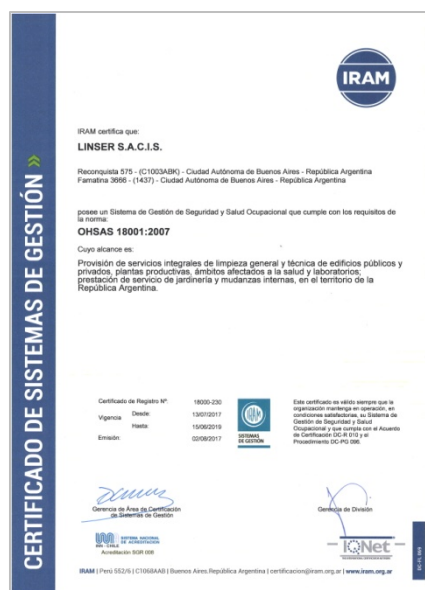 CERTIFICADO DE SISTEMAS DE GESTIÓN »
IRAM
IRAM certifica que:
LINSER S.A.C.I.S.
Reconquista 575 - (C1003ABK) - Ciudad Autónoma de Buenos Aires - República Argentina
Famatina 3666 - (1437) - Ciudad Autónoma de Buenos Aires - República Argentina
posee un Sistema de Gestión de Seguridad y Salud Ocupacional que cumple con los requisitos de
la norma:
OHSAS 18001:2007
Cuyo alcance es:
Provisión de servicios integrales de limpieza general y técnica de edificios públicos y
privados, plantas productivas, ámbitos afectados a la salud y laboratorios;
prestación de servicio de jardinería y mudanzas internas, en el territorio de la
República Argentina.
Certificado de Registro Nº: 18000-230
Vigencia Desde: 13/07/2017
Hasta: 15/06/2019
Emisión: 02/08/2017
IRAM
SISTEMAS
DE GESTIÓN
Este certificado es válido siempre que la
organización mantenga en operación, en
condiciones satisfactorias, su Sistema de
Gestión de Seguridad y Salud
Ocupacional y que cumpla con el Acuerdo
de Certificación DC-R 010 y el
Procedimiento DC-PG 096.
Gerencia de Área de Certificación
de Sistemas de Gestión
Gerencia de División
SISTEMA NACIONAL
DE ACREDITACION
INN - CHILE
Acreditación SGR 008
IQNet
IRAM | Perú 552/6 | C1068AAB | Buenos Aires.República Argentina | certificacion@iram.org.ar | www.iram.org.ar